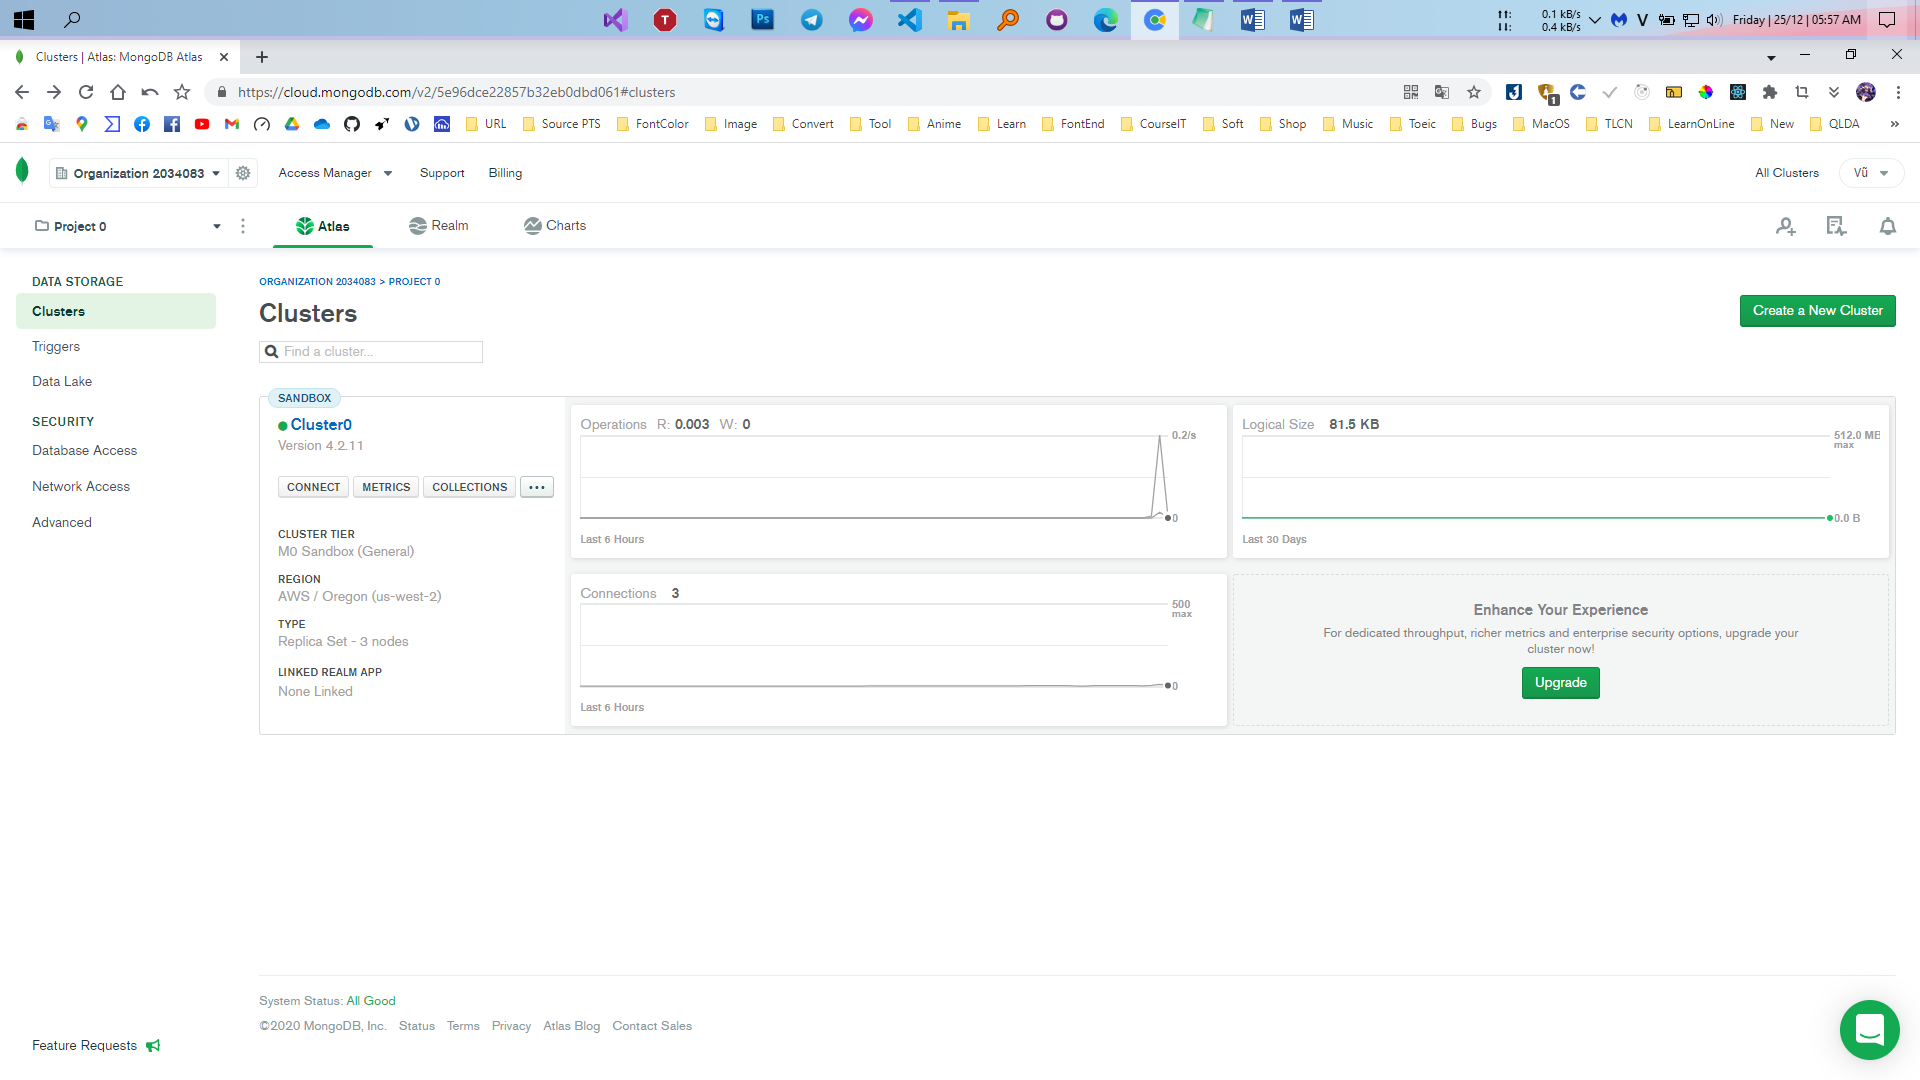 0.1 kB/s
0.4 kB/s
Friday | 25/12 | 05:57 AM
Clusters | Atlas: MongoDB Atlas
https://cloud.mongodb.com/v2/5e96dce22857b32eb0dbd061#clusters
1
URL Source PTS FontColor Image Convert Tool Anime Learn FontEnd CourseIT Soft Shop Music Toeic Bugs MacOS TLCN LearnOnLine New QLDA »
Organization 2034083 Access Manager Support Billing All Clusters Vũ
Project 0 Atlas Realm Charts
DATA STORAGE
Clusters
Triggers
Data Lake
SECURITY
Database Access
Network Access
Advanced
Feature Requests
ORGANIZATION 2034083 > PROJECT 0
Clusters
Create a New Cluster
Find a cluster...
SANDBOX
Cluster0
Version 4.2.11
CONNECT METRICS COLLECTIONS ...
CLUSTER TIER
M0 Sandbox (General)
REGION
AWS / Oregon (us-west-2)
TYPE
Replica Set - 3 nodes
LINKED REALM APP
None Linked
Operations R: 0.003 W: 0
0.2/s
0
Last 6 Hours
Logical Size 81.5 KB
512.0 MB
max
0.0 B
Last 30 Days
Connections 3
500
max
0
Last 6 Hours
Enhance Your Experience
For dedicated throughput, richer metrics and enterprise security options, upgrade your
cluster now!
Upgrade
System Status: All Good
©2020 MongoDB, Inc. Status Terms Privacy Atlas Blog Contact Sales